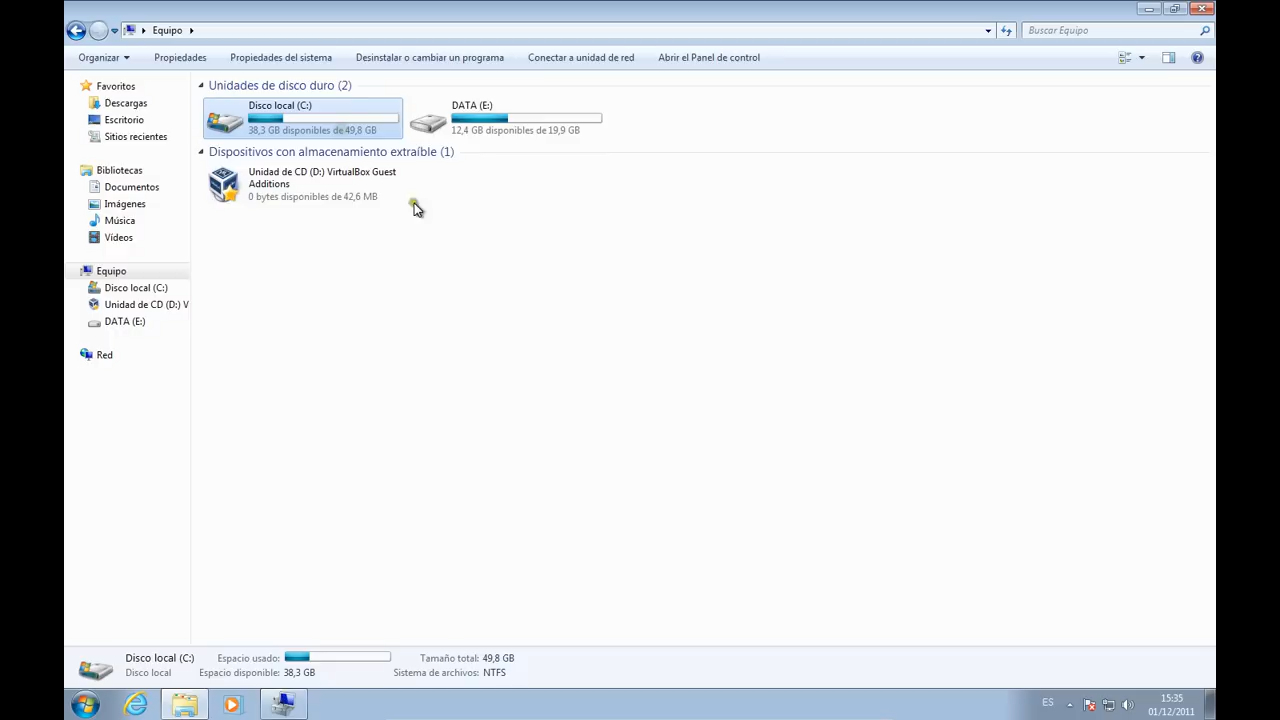 Equipo
Buscar Equipo
Organizar Propiedades Propiedades del sistema Desinstalar o cambiar un programa Conectar a unidad de red Abrir el Panel de control
Favoritos
Descargas
Escritorio
Sitios recientes
Bibliotecas
Documentos
Imágenes
Música
Vídeos
Equipo
Disco local (C:)
Unidad de CD (D:) V
DATA (E:)
Red
Unidades de disco duro (2)
Disco local (C:)
38,3 GB disponibles de 49,8 GB
DATA (E:)
12,4 GB disponibles de 19,9 GB
Dispositivos con almacenamiento extraíble (1)
Unidad de CD (D:) VirtualBox Guest
Additions
0 bytes disponibles de 42,6 MB
Disco local (C:) Espacio usado: Tamaño total: 49,8 GB
Disco local Espacio disponible: 38,3 GB Sistema de archivos: NTFS
ES
15:35
01/12/2011